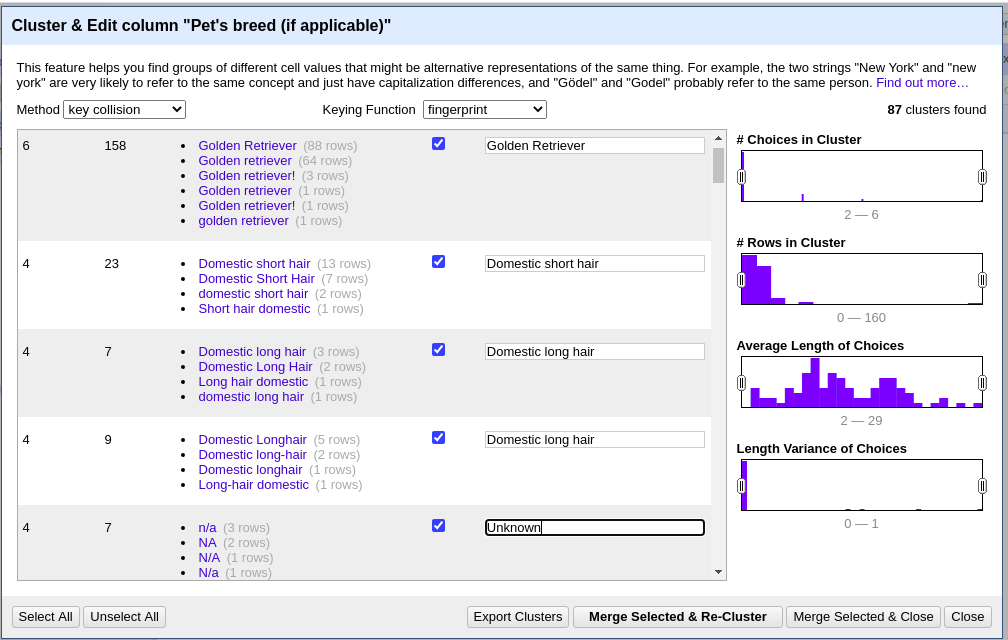 Cluster & Edit column "Pet's breed (if applicable)"
This feature helps you find groups of different cell values that might be alternative representations of the same thing. For example, the two strings "New York" and "new
york" are very likely to refer to the same concept and just have capitalization differences, and "Gödel" and "Godel" probably refer to the same person. Find out more…
Method key collision Keying Function fingerprint 87 clusters found
6 158 Golden Retriever (88 rows) Golden Retriever
Golden retriever (64 rows)
Golden retriever! (3 rows)
Golden retriever (1 rows)
Golden retriever! (1 rows)
golden retriever (1 rows)
4 23 Domestic short hair (13 rows) Domestic short hair
Domestic Short Hair (7 rows)
domestic short hair (2 rows)
Short hair domestic (1 rows)
4 7 Domestic long hair (3 rows) Domestic long hair
Domestic Long Hair (2 rows)
Long hair domestic (1 rows)
domestic long hair (1 rows)
4 9 Domestic Longhair (5 rows) Domestic long hair
Domestic long-hair (2 rows)
Domestic longhair (1 rows)
Long-hair domestic (1 rows)
4 7 n/a (3 rows) Unknown
NA (2 rows)
N/A (1 rows)
N/a (1 rows)
# Choices in Cluster
2 — 6
# Rows in Cluster
0 — 160
Average Length of Choices
2 — 29
Length Variance of Choices
0 — 1
Select All Unselect All Export Clusters Merge Selected & Re-Cluster Merge Selected & Close Close